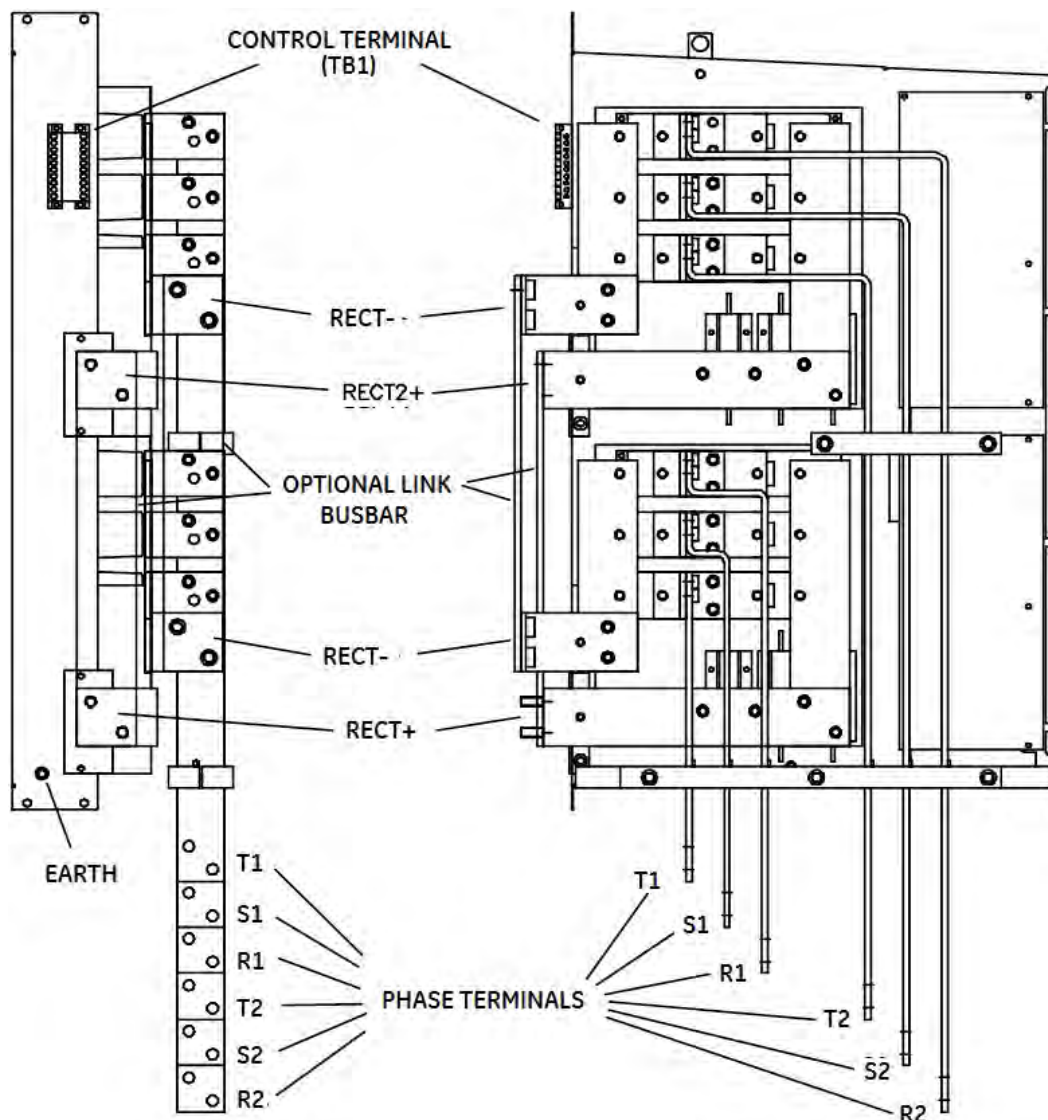 CONTROL TERMINAL
(TB1)
RECT-
RECT2+
OPTIONAL LINK
BUSBAR
RECT-
RECT+
EARTH
T1
S1
R1
T2
S2
R2
PHASE TERMINALS
T1
S1
R1
T2
S2
R2